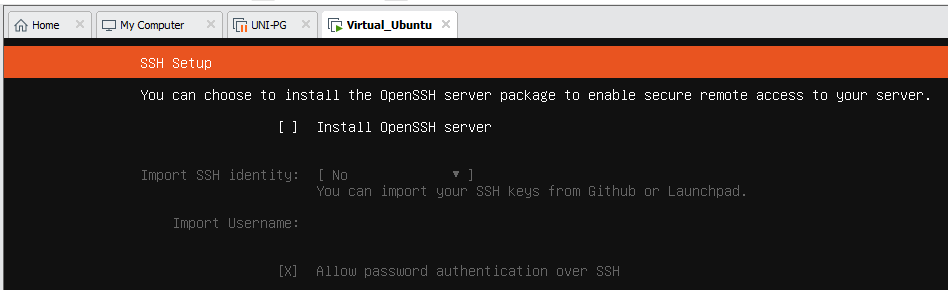 Home My Computer UNI-PG Virtual_Ubuntu
SSH Setup
You can choose to install the OpenSSH server package to enable secure remote access to your server.
[ ] Install OpenSSH server
Import SSH identity: [ No ▾ ]
You can import your SSH keys from Github or Launchpad.
Import Username:
[X] Allow password authentication over SSH